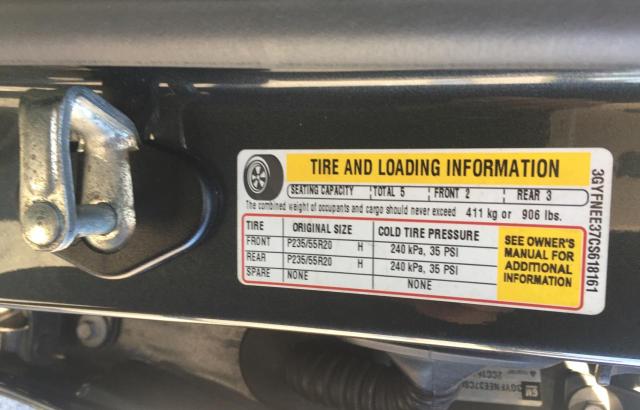 TIRE AND LOADING INFORMATION
SEATING CAPACITY TOTAL 5 FRONT 2 REAR 3
The combined weight of occupants and cargo should never exceed 411 kg or 906 lbs.
TIRE ORIGINAL SIZE COLD TIRE PRESSURE
FRONT P235/55R20 H 240 kPa, 35 PSI
REAR P235/55R20 H 240 kPa, 35 PSI
SPARE NONE NONE
SEE OWNER'S
MANUAL FOR
ADDITIONAL
INFORMATION
3GYFNEE37CS618161
GM